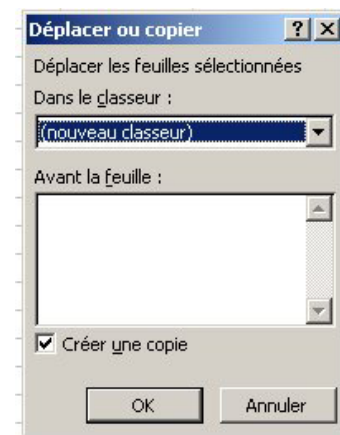 Déplacer ou copier
Déplacer les feuilles sélectionnées
Dans le classeur :
(nouveau classeur)
Avant la feuille :
Créer une copie
OK Annuler